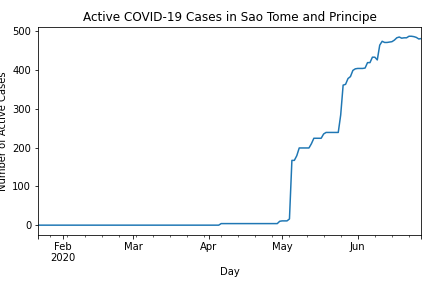 Active COVID-19 Cases in Sao Tome and Principe
Number of Active Cases
500
400
300
200
100
0
Feb
2020
Mar
Apr
May
Jun
Day